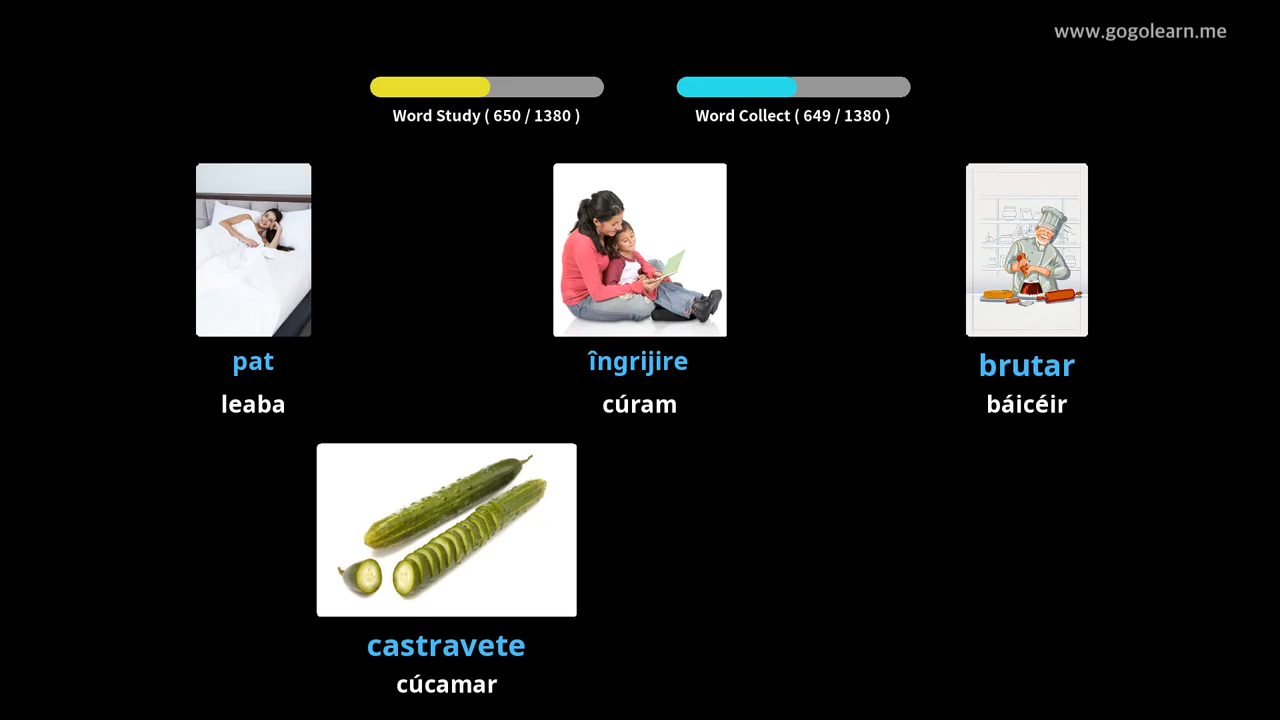 www.gogolearn.me
Word Study ( 650 / 1380 )
Word Collect ( 649 / 1380 )
pat
leaba
îngrijire
cúram
brutar
báicéir
castravete
cúcamar